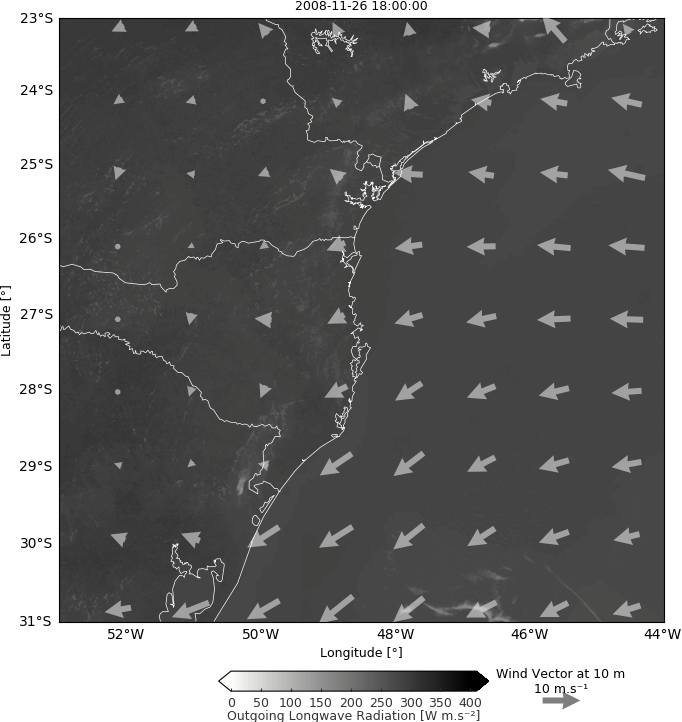 2008-11-26 18:00:00
23°S
24°S
25°S
26°S
27°S
28°S
29°S
30°S
31°S
Latitude [°]
52°W 50°W 48°W 46°W 44°W
Longitude [°]
Wind Vector at 10 m
10 m.s⁻¹
0 50 100 150 200 250 300 350 400
Outgoing Longwave Radiation [W m.s⁻²]